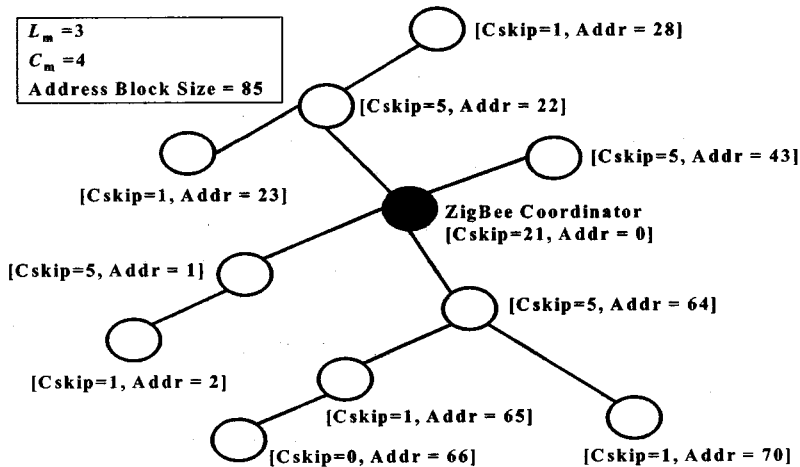 L_m =3
C_m =4
Address Block Size = 85
[Cskip=1, Addr = 28]
[Cskip=5, Addr = 22]
[Cskip=5, Addr = 43]
[Cskip=1, Addr = 23]
ZigBee Coordinator
[Cskip=21, Addr = 0]
[Cskip=5, Addr = 1]
[Cskip=5, Addr = 64]
[Cskip=1, Addr = 2]
[Cskip=1, Addr = 65]
[Cskip=0, Addr = 66]
[Cskip=1, Addr = 70]